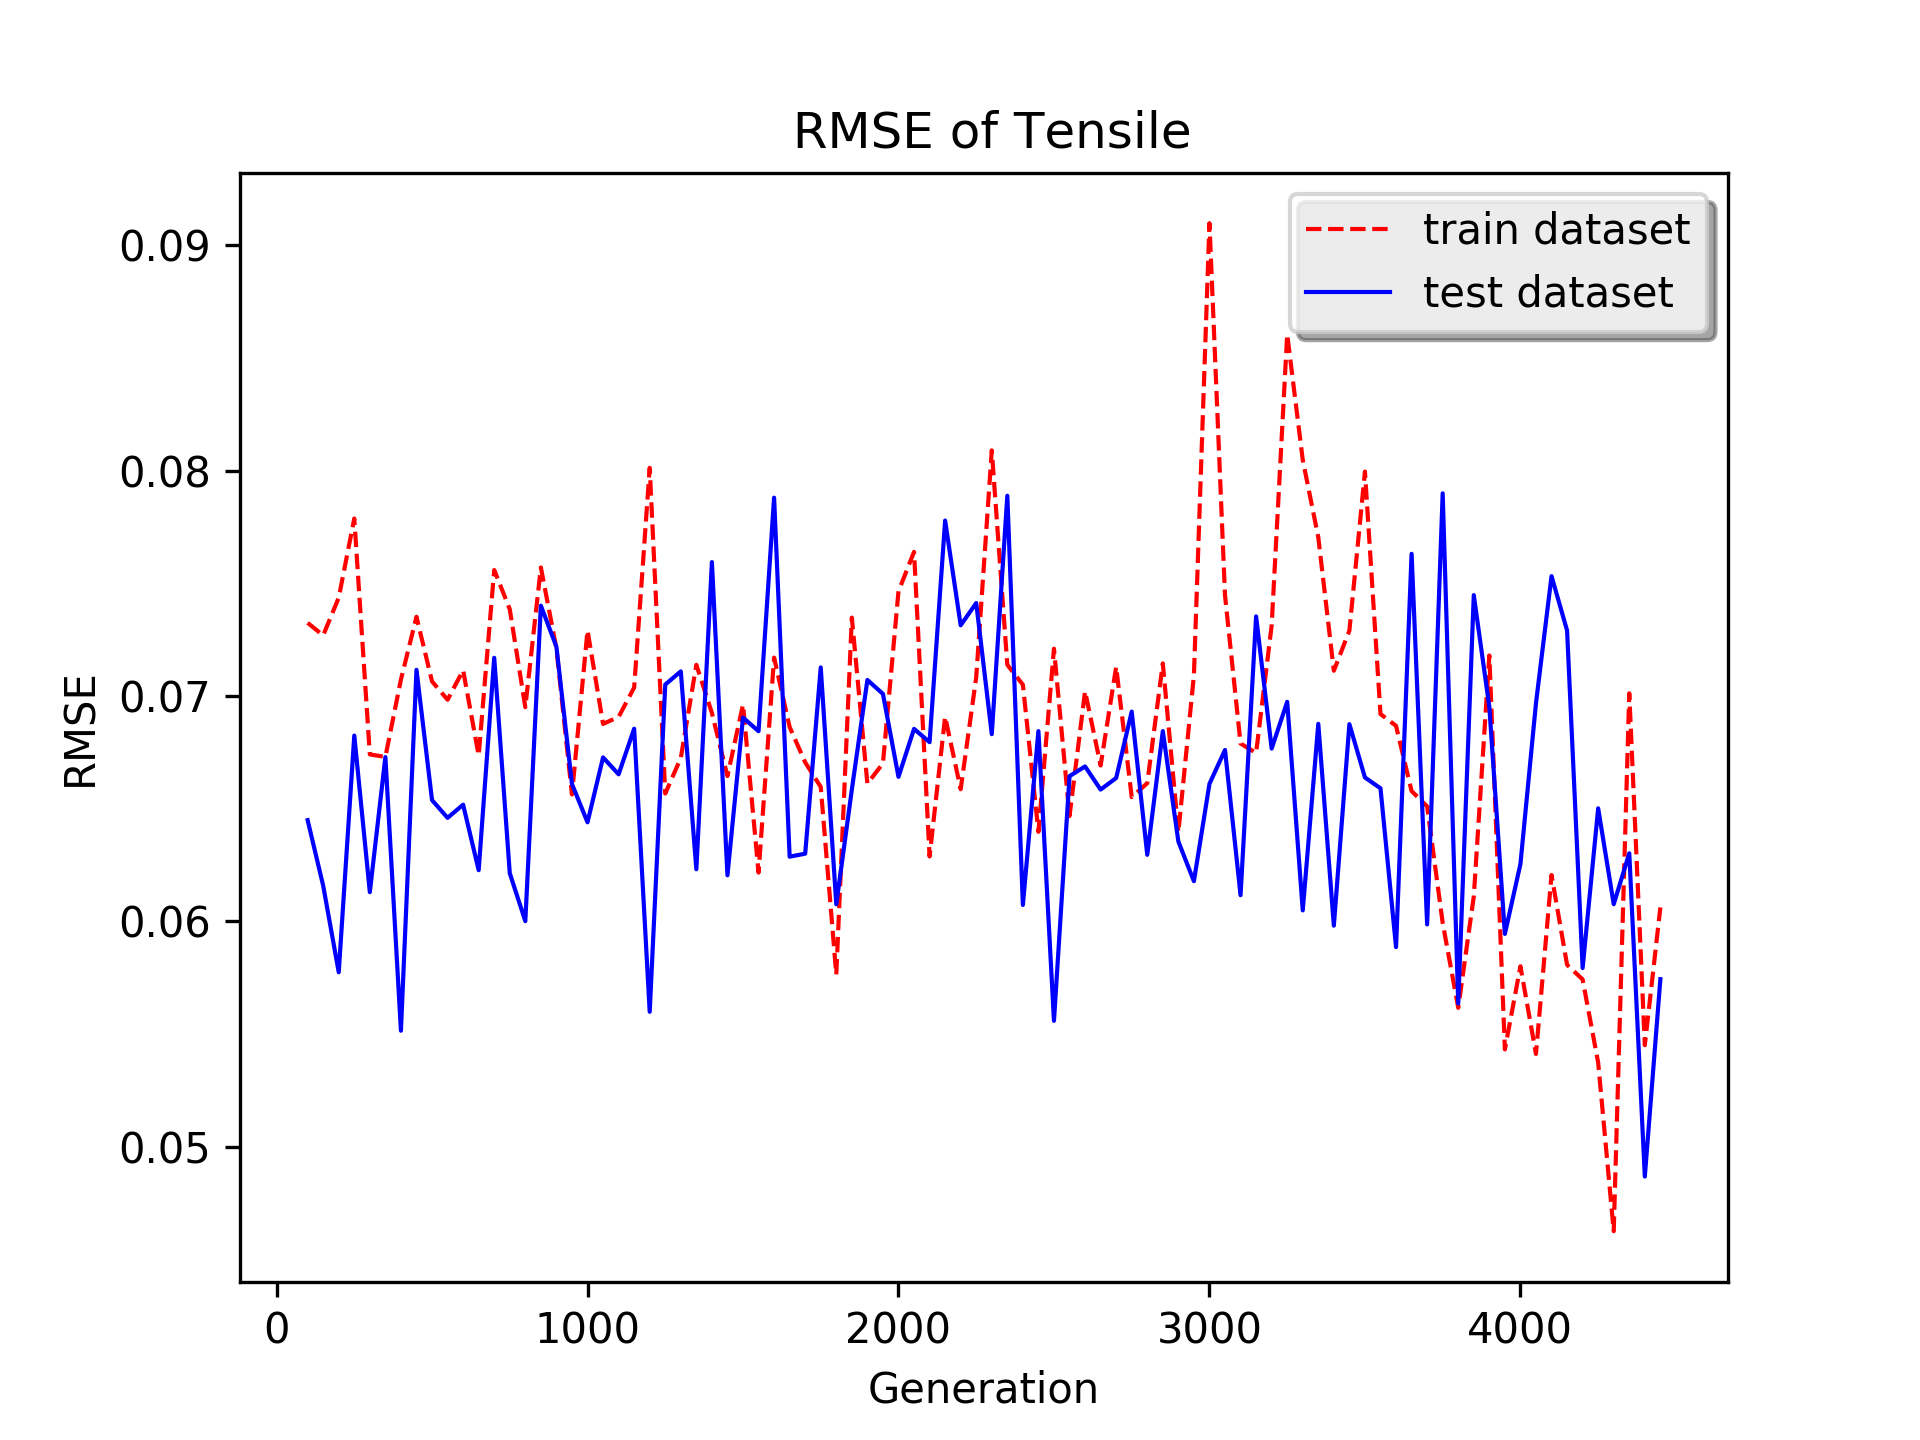 RMSE of Tensile
train dataset
test dataset
0.09
0.08
0.07
0.06
0.05
RMSE
0
1000
2000
3000
4000
Generation